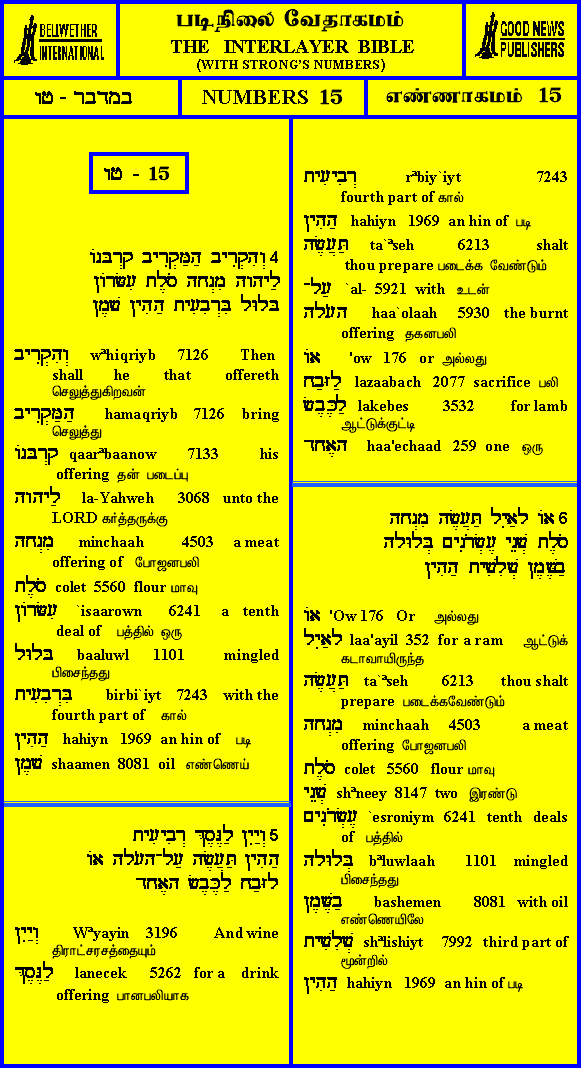 BELLWETHER
INTERNATIONAL
படிநிலை வேதாகமம்
THE INTERLAYER BIBLE
(WITH STRONG'S NUMBERS)
GOOD NEWS
PUBLISHERS
במדבר - טו
NUMBERS 15
எண்ணாகமம் 15
טו - 15
4 וְהִקְרִיב הַמַּקְרִיב קָרְבָּנוֹ
לַיהוה מִנְחָה סֹלֶת עִשָּׂרוֹן
בָּלוּל בִּרְבִעִית הַהִין שָׁמֶן
וְהִקְרִיב wᵊhiqriyb 7126 Then
shall he that offereth
செலுத்துகிறவன்
הַמַּקְרִיב hamaqriyb 7126 bring
செலுத்து
קָרְבָּנוֹ qaarᵊbaanow 7133 his
offering தன் படைப்பு
לַיהוה la-Yahweh 3068 unto the
LORD கர்த்தருக்கு
מִנְחָה minchaah 4503 a meat
offering of போஜனபலி
סֹלֶת colet 5560 flour மாவு
עִשָּׂרוֹן `isaarown 6241 a tenth
deal of பத்தில் ஒரு
בָּלוּל baaluwl 1101 mingled
பிசைந்தது
בִּרְבִעִית birbi`iyt 7243 with the
fourth part of கால்
הַהִין hahiyn 1969 an hin of படி
שָׁמֶן shaamen 8081 oil எண்ணெய்
5 וְיַיִן לַנֶּסֶךְ רְבִיעִית
הַהִין תַּעֲשֶׂה עַל־הָעֹלָה אוֹ
לַזָּבַח לַכֶּבֶשׂ הָאֶחָד
וְיַיִן Wᵊyayin 3196 And wine
திராட்சரசத்தையும்
לַנֶּסֶךְ lanecek 5262 for a drink
offering பானபலியாக
רְבִיעִית rᵊbiy`iyt 7243
fourth part of கால்
הַהִין hahiyn 1969 an hin of படி
תַּעֲשֶׂה ta`ᵃseh 6213 shalt
thou prepare படைக்க வேண்டும்
עַל־ `al- 5921 with உடன்
הָעֹלָה haa`olaah 5930 the burnt
offering தகனபலி
אוֹ 'ow 176 or அல்லது
לַזָּבַח lazaabach 2077 sacrifice பலி
לַכֶּבֶשׂ lakebes 3532 for lamb
ஆட்டுக்குட்டி
הָאֶחָד haa'echaad 259 one ஒரு
6 אוֹ לָאַיִל תַּעֲשֶׂה מִנְחָה
סֹלֶת שְׁנֵי עֶשְׂרֹנִים בְּלוּלָה
בַשֶּׁמֶן שְׁלִשִׁית הַהִין
אוֹ 'Ow 176 Or அல்லது
לָאַיִל laa'ayil 352 for a ram ஆட்டுக்
கடாவாயிருந்த
תַּעֲשֶׂה ta`ᵃseh 6213 thou shalt
prepare படைக்கவேண்டும்
מִנְחָה minchaah 4503 a meat
offering போஜனபலி
סֹלֶת colet 5560 flour மாவு
שְׁנֵי shᵊneey 8147 two இரண்டு
עֶשְׂרֹנִים `esroniym 6241 tenth deals
of பத்தில்
בְּלוּלָה bᵊluwlaah 1101 mingled
பிசைந்தது
בַשֶּׁמֶן bashemen 8081 with oil
எண்ணெயிலே
שְׁלִשִׁית shᵊlishiyt 7992 third part of
மூன்றில்
הַהִין hahiyn 1969 an hin of படி